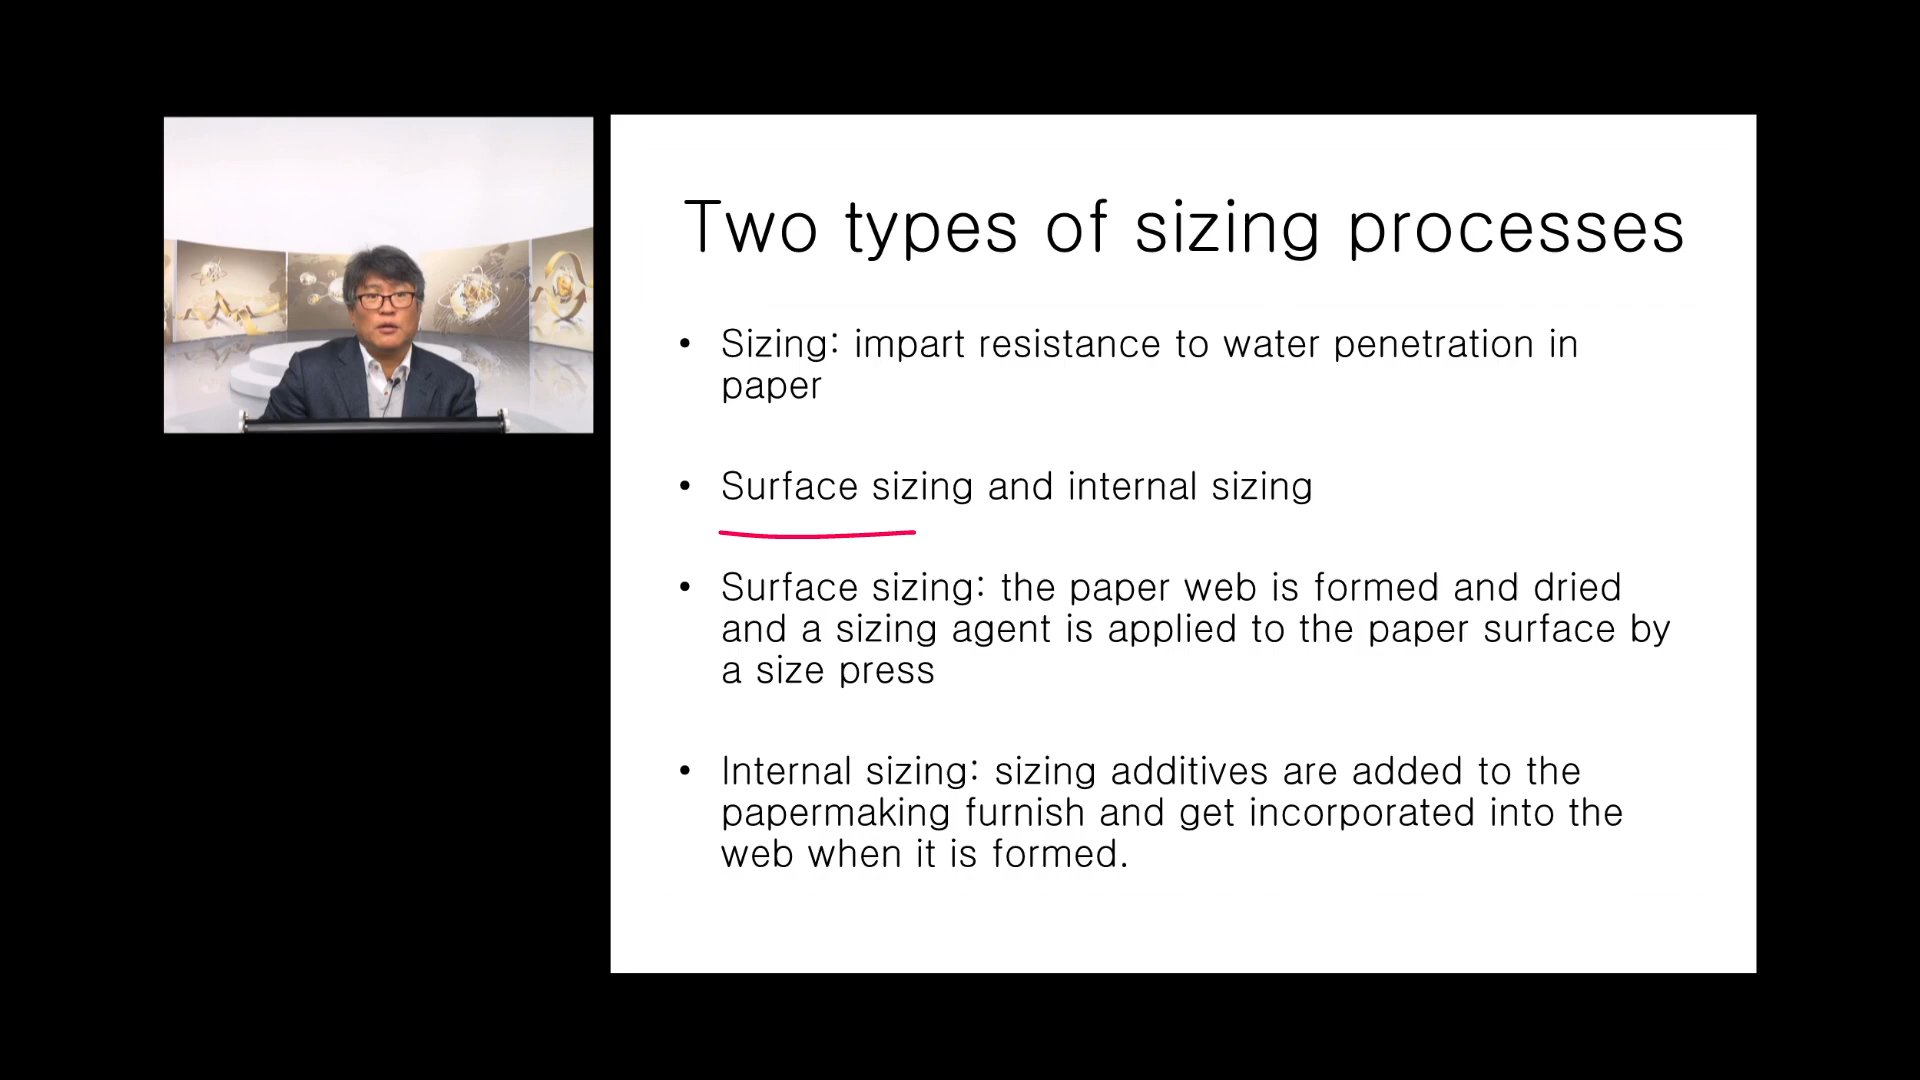 Two types of sizing processes
• Sizing: impart resistance to water penetration in
paper
• Surface sizing and internal sizing
• Surface sizing: the paper web is formed and dried
and a sizing agent is applied to the paper surface by
a size press
• Internal sizing: sizing additives are added to the
papermaking furnish and get incorporated into the
web when it is formed.